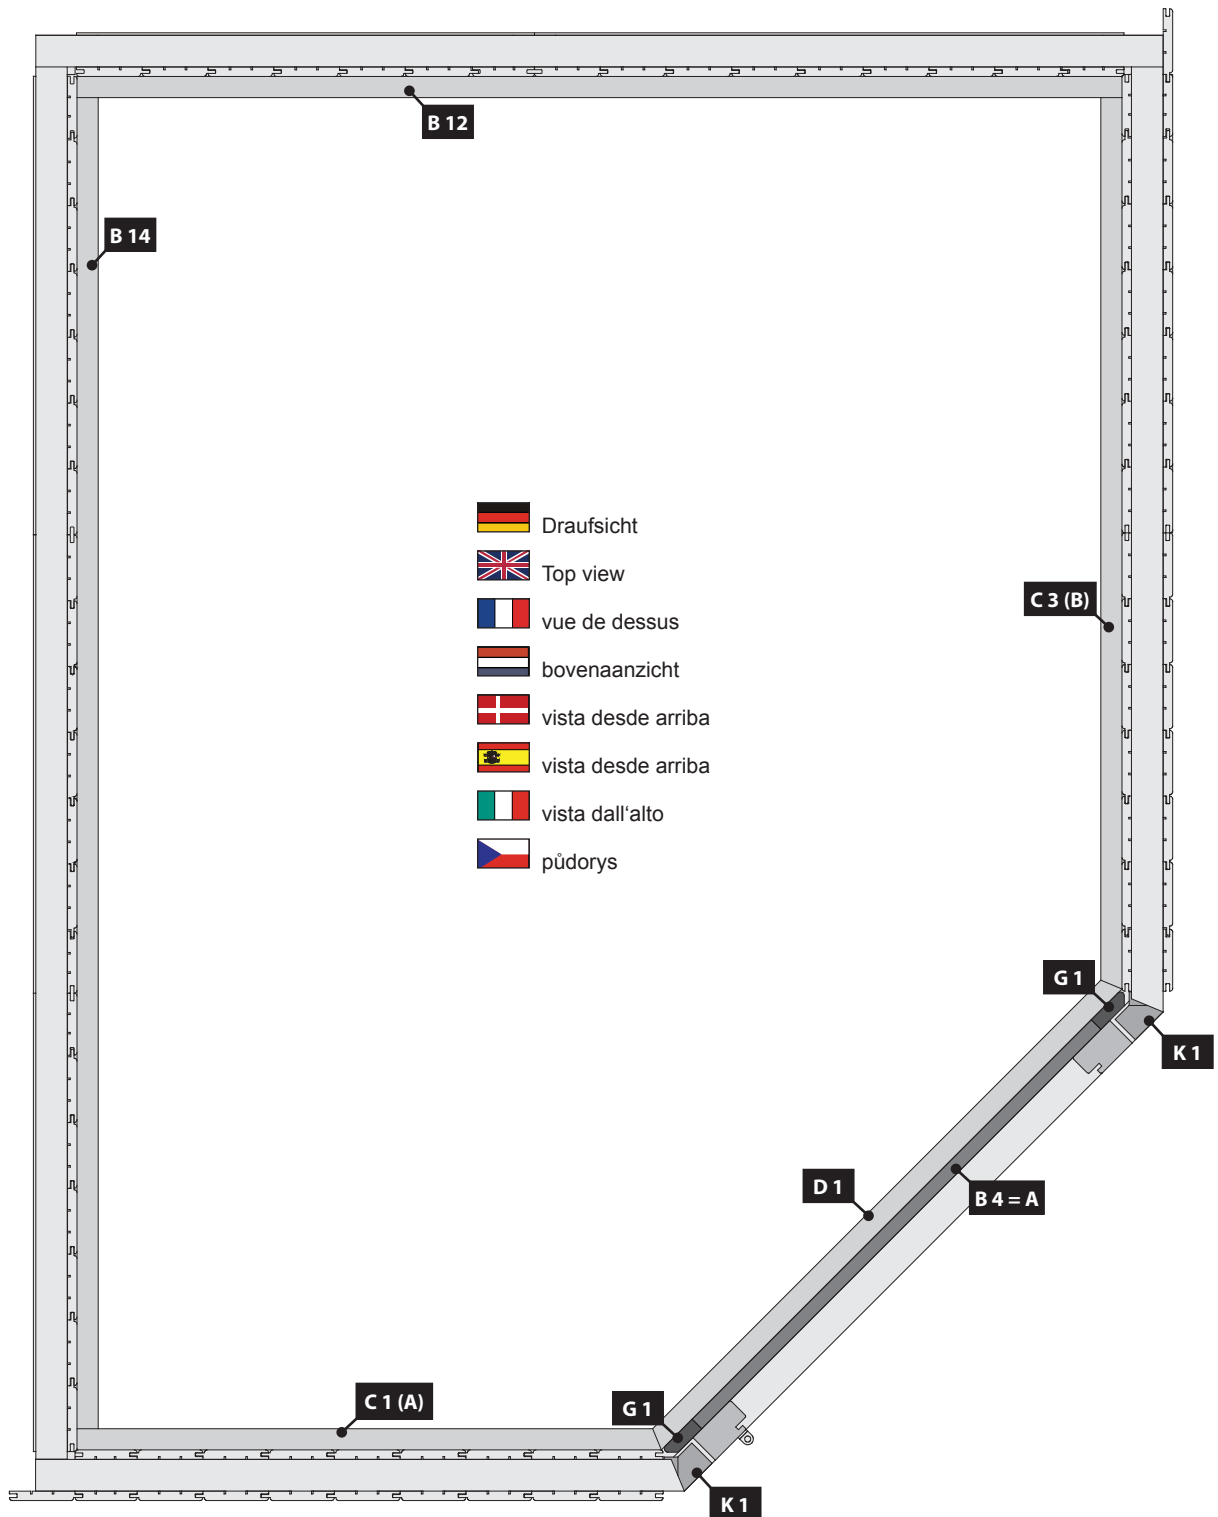 B 12
B 14
Draufsicht
Top view
C 3 (B)
vue de dessus
bovenaanzicht
vista desde arriba
vista desde arriba
vista dall‘alto
půdorys
G 1
K 1
D 1
B 4 = A
C 1 (A)
G 1
K 1